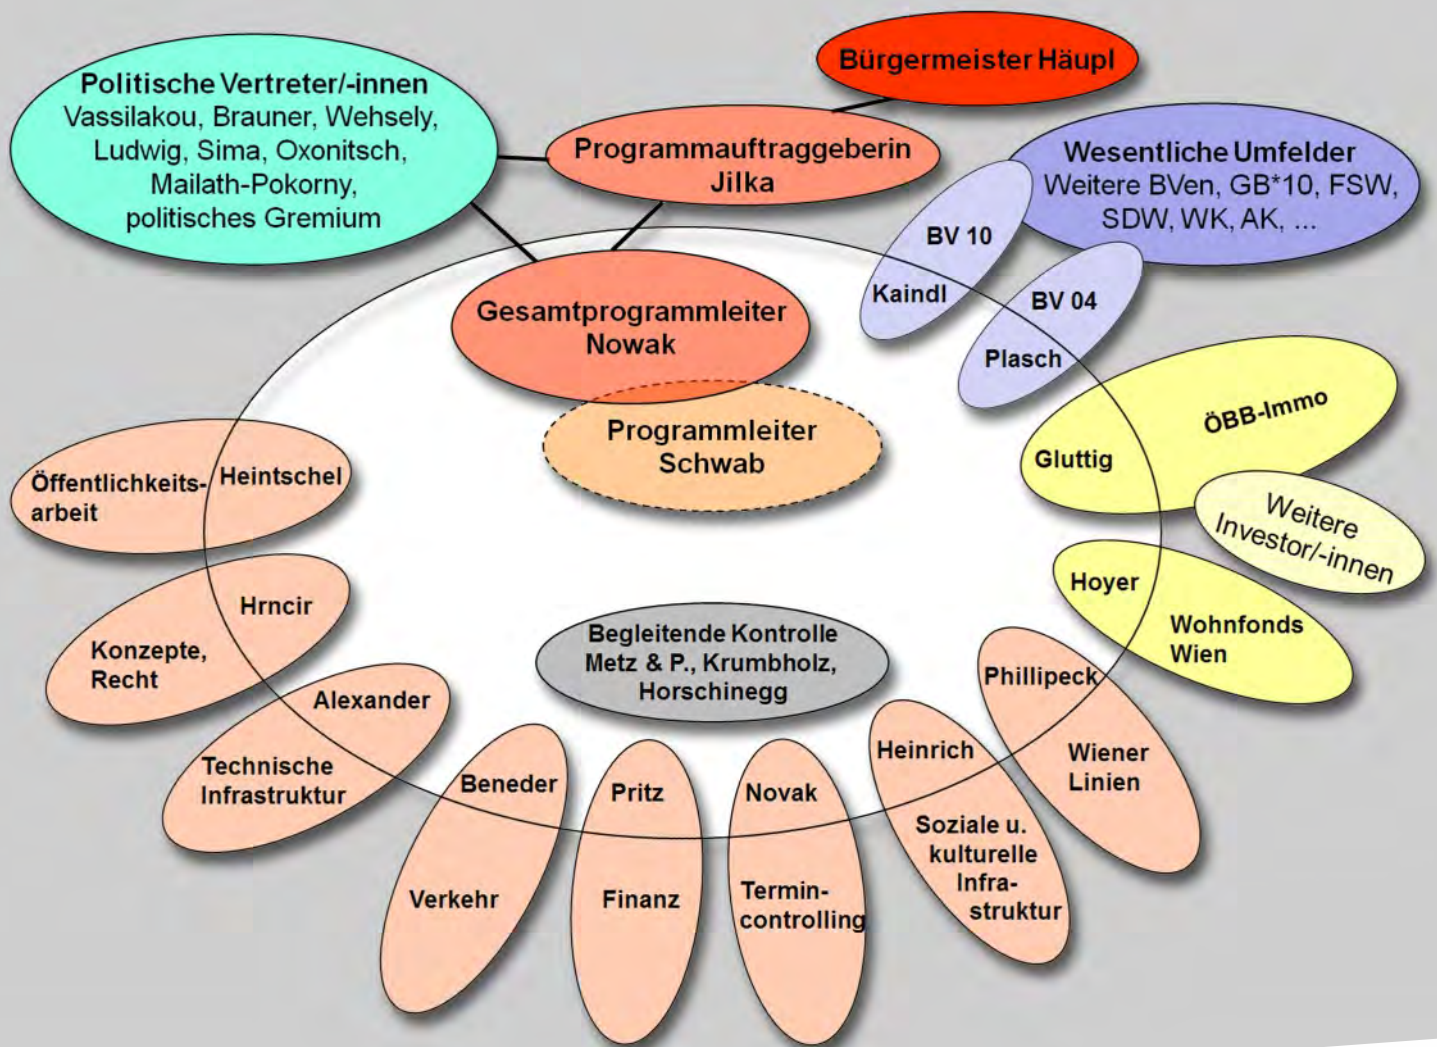 Bürgermeister Häupl
Politische Vertreter/-innen
Vassilakou, Brauner, Wehsely,
Ludwig, Sima, Oxonitsch,
Mailath-Pokorny,
politisches Gremium
Programmauftraggeberin
Jilka
Wesentliche Umfelder
Weitere BVen, GB*10, FSW,
SDW, WK, AK, ...
BV 10
Kaindl
BV 04
Plasch
Gesamtprogrammleiter
Nowak
Programmleiter
Schwab
ÖBB-Immo
Gluttig
Weitere
Investor/-innen
Heintschel
Öffentlichkeits-
arbeit
Hrncir
Konzepte,
Recht
Hoyer
Wohnfonds
Wien
Begleitende Kontrolle
Metz & P., Krumbholz,
Horschinegg
Alexander
Technische
Infrastruktur
Phillipeck
Wiener
Linien
Beneder
Verkehr
Pritz
Finanz
Novak
Termin-
controlling
Heinrich
Soziale u.
kulturelle
Infra-
struktur